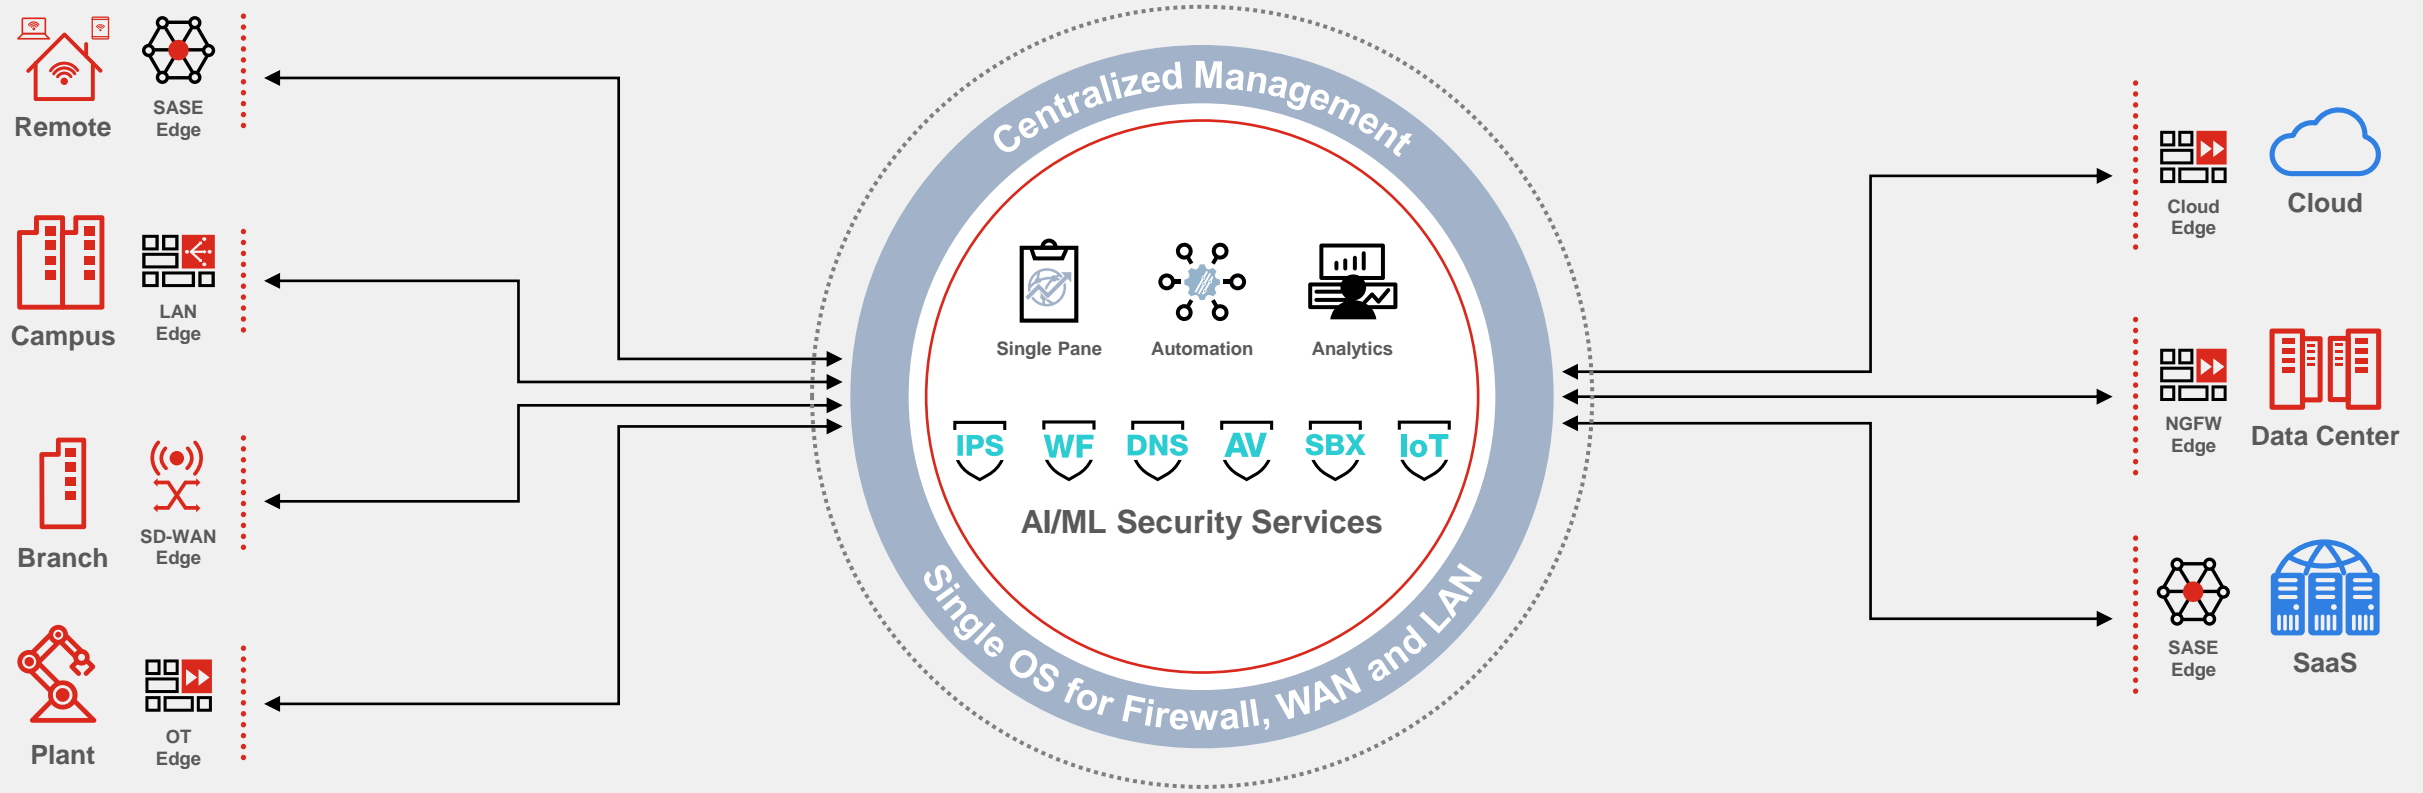 Remote
SASE
Edge
Campus
LAN
Edge
Branch
SD-WAN
Edge
Plant
OT
Edge
Centralized Management
Single Pane
Automation
Analytics
IPS
WF
DNS
AV
SBX
IoT
AI/ML Security Services
Single OS for Firewall, WAN and LAN
Cloud
Edge
Cloud
NGFW
Edge
Data Center
SASE
Edge
SaaS